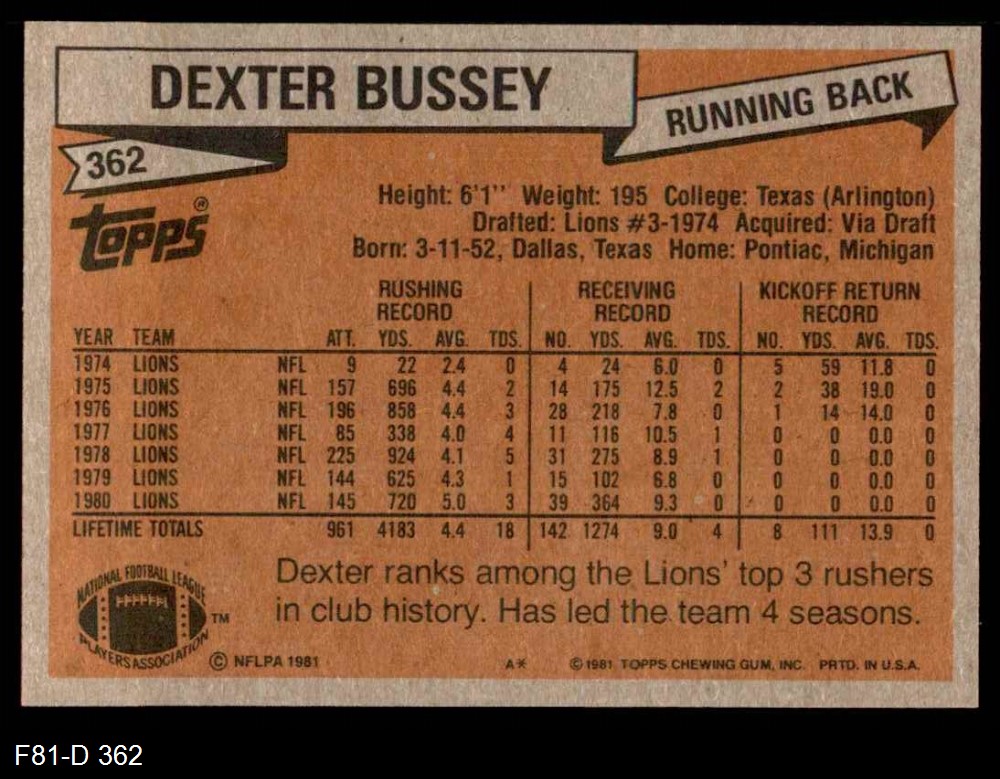 DEXTER BUSSEY
RUNNING BACK
362
TOPPS®
Height: 6'1'' Weight: 195 College: Texas (Arlington)
Drafted: Lions #3-1974 Acquired: Via Draft
Born: 3-11-52, Dallas, Texas Home: Pontiac, Michigan
RUSHING RECORD RECEIVING RECORD KICKOFF RETURN RECORD
YEAR TEAM ATT. YDS. AVG. TDS. NO. YDS. AVG. TDS. NO. YDS. AVG. TDS.
1974 LIONS NFL 9 22 2.4 0 4 24 6.0 0 5 59 11.8 0
1975 LIONS NFL 157 696 4.4 2 14 175 12.5 2 2 38 19.0 0
1976 LIONS NFL 196 858 4.4 3 28 218 7.8 0 1 14 14.0 0
1977 LIONS NFL 85 338 4.0 4 11 116 10.5 1 0 0 0.0 0
1978 LIONS NFL 225 924 4.1 5 31 275 8.9 1 0 0 0.0 0
1979 LIONS NFL 144 625 4.3 1 15 102 6.8 0 0 0 0.0 0
1980 LIONS NFL 145 720 5.0 3 39 364 9.3 0 0 0 0.0 0
LIFETIME TOTALS 961 4183 4.4 18 142 1274 9.0 4 8 111 13.9 0
Dexter ranks among the Lions' top 3 rushers
in club history. Has led the team 4 seasons.
NATIONAL FOOTBALL LEAGUE
PLAYERS ASSOCIATION
TM
© NFLPA 1981 A* © 1981 TOPPS CHEWING GUM, INC. PRTD. IN U.S.A.
F81-D 362